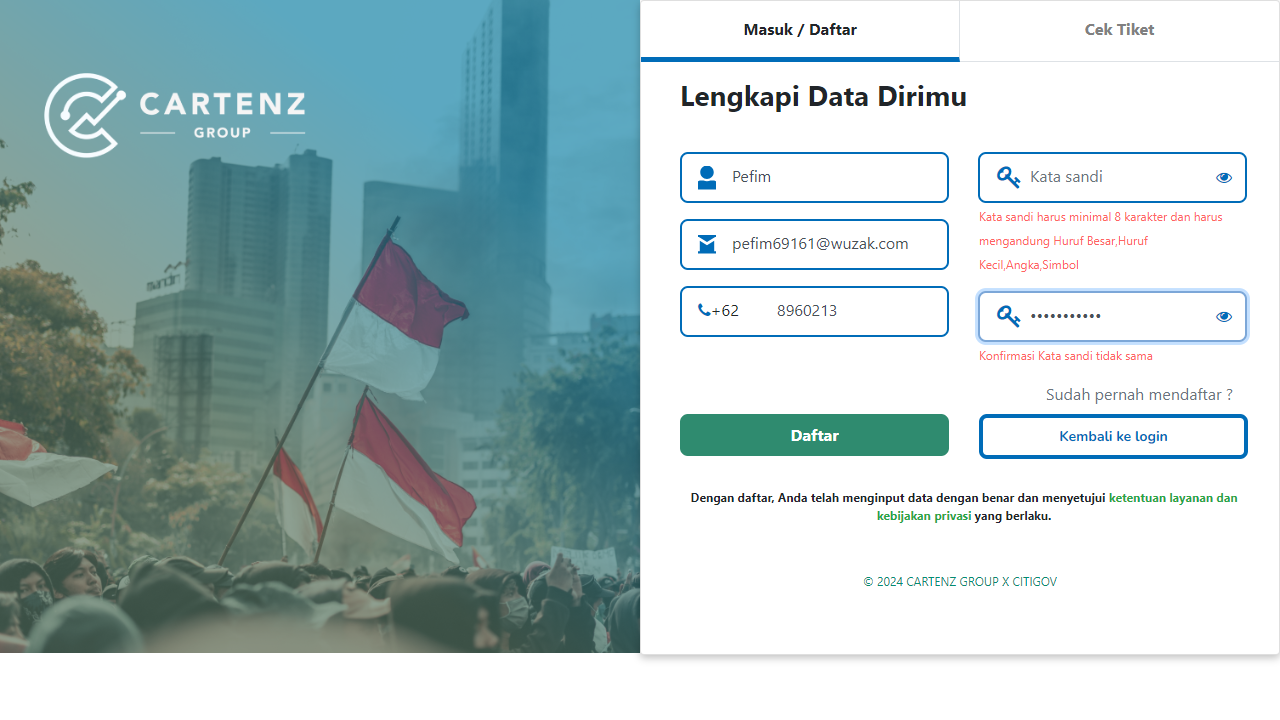 CARTENZ
GROUP
mandiri
Masuk / Daftar
Cek Tiket
Lengkapi Data Dirimu
Pefim
pefim69161@wuzak.com
+62 8960213
Kata sandi
Kata sandi harus minimal 8 karakter dan harus
mengandung Huruf Besar,Huruf
Kecil,Angka,Simbol
•••••••••••
Konfirmasi Kata sandi tidak sama
Sudah pernah mendaftar ?
Daftar
Kembali ke login
Dengan daftar, Anda telah menginput data dengan benar dan menyetujui ketentuan layanan dan
kebijakan privasi yang berlaku.
© 2024 CARTENZ GROUP X CITIGOV